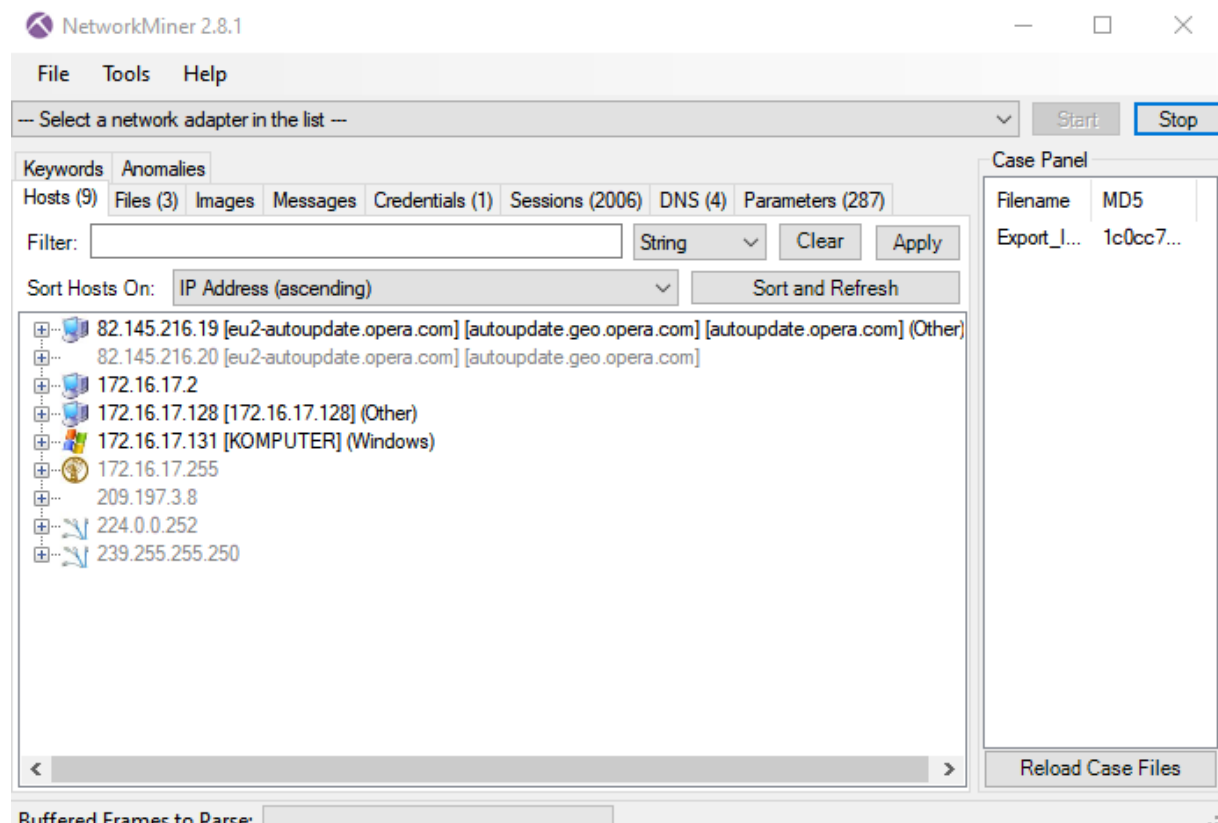 NetworkMiner 2.8.1
File Tools Help
--- Select a network adapter in the list ---
Start Stop
Keywords Anomalies
Hosts (9) Files (3) Images Messages Credentials (1) Sessions (2006) DNS (4) Parameters (287)
Filter: String Clear Apply
Sort Hosts On: IP Address (ascending) Sort and Refresh
82.145.216.19 [eu2-autoupdate.opera.com] [autoupdate.geo.opera.com] [autoupdate.opera.com] (Other)
82.145.216.20 [eu2-autoupdate.opera.com] [autoupdate.geo.opera.com]
172.16.17.2
172.16.17.128 [172.16.17.128] (Other)
172.16.17.131 [KOMPUTER] (Windows)
172.16.17.255
209.197.3.8
224.0.0.252
239.255.255.250
Case Panel
Filename MD5
Export_I... 1c0cc7...
Reload Case Files
Buffered Frames to Parse: